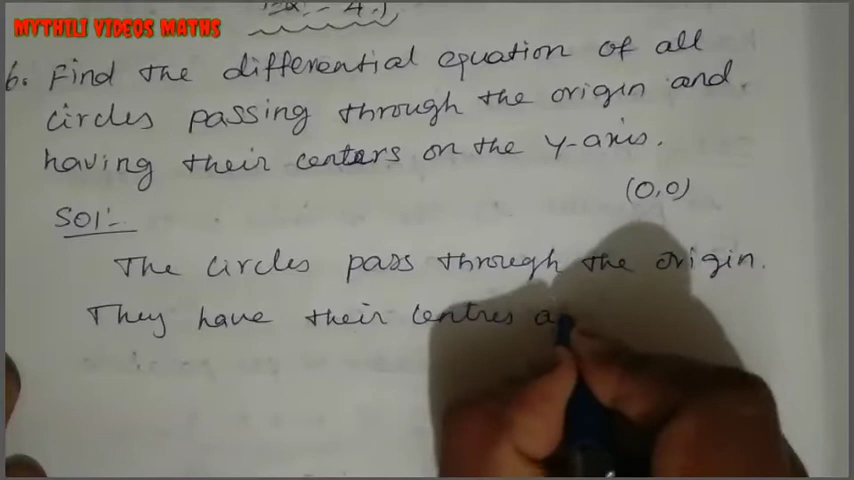 MYTHILI VIDEOS MATHS
6. Find the differential equation of all
circles passing through the origin and
having their centers on the Y-axis.
(0,0)
Sol:-
The circles pass through the origin.
They have their centres a